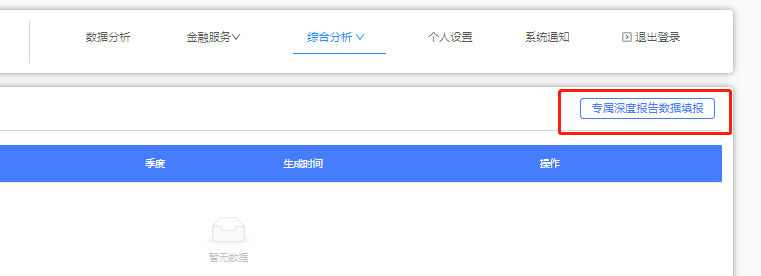 数据分析 金融服务 综合分析 个人设置 系统通知 退出登录
专属深度报告数据填报
季度 生成时间 操作
暂无数据